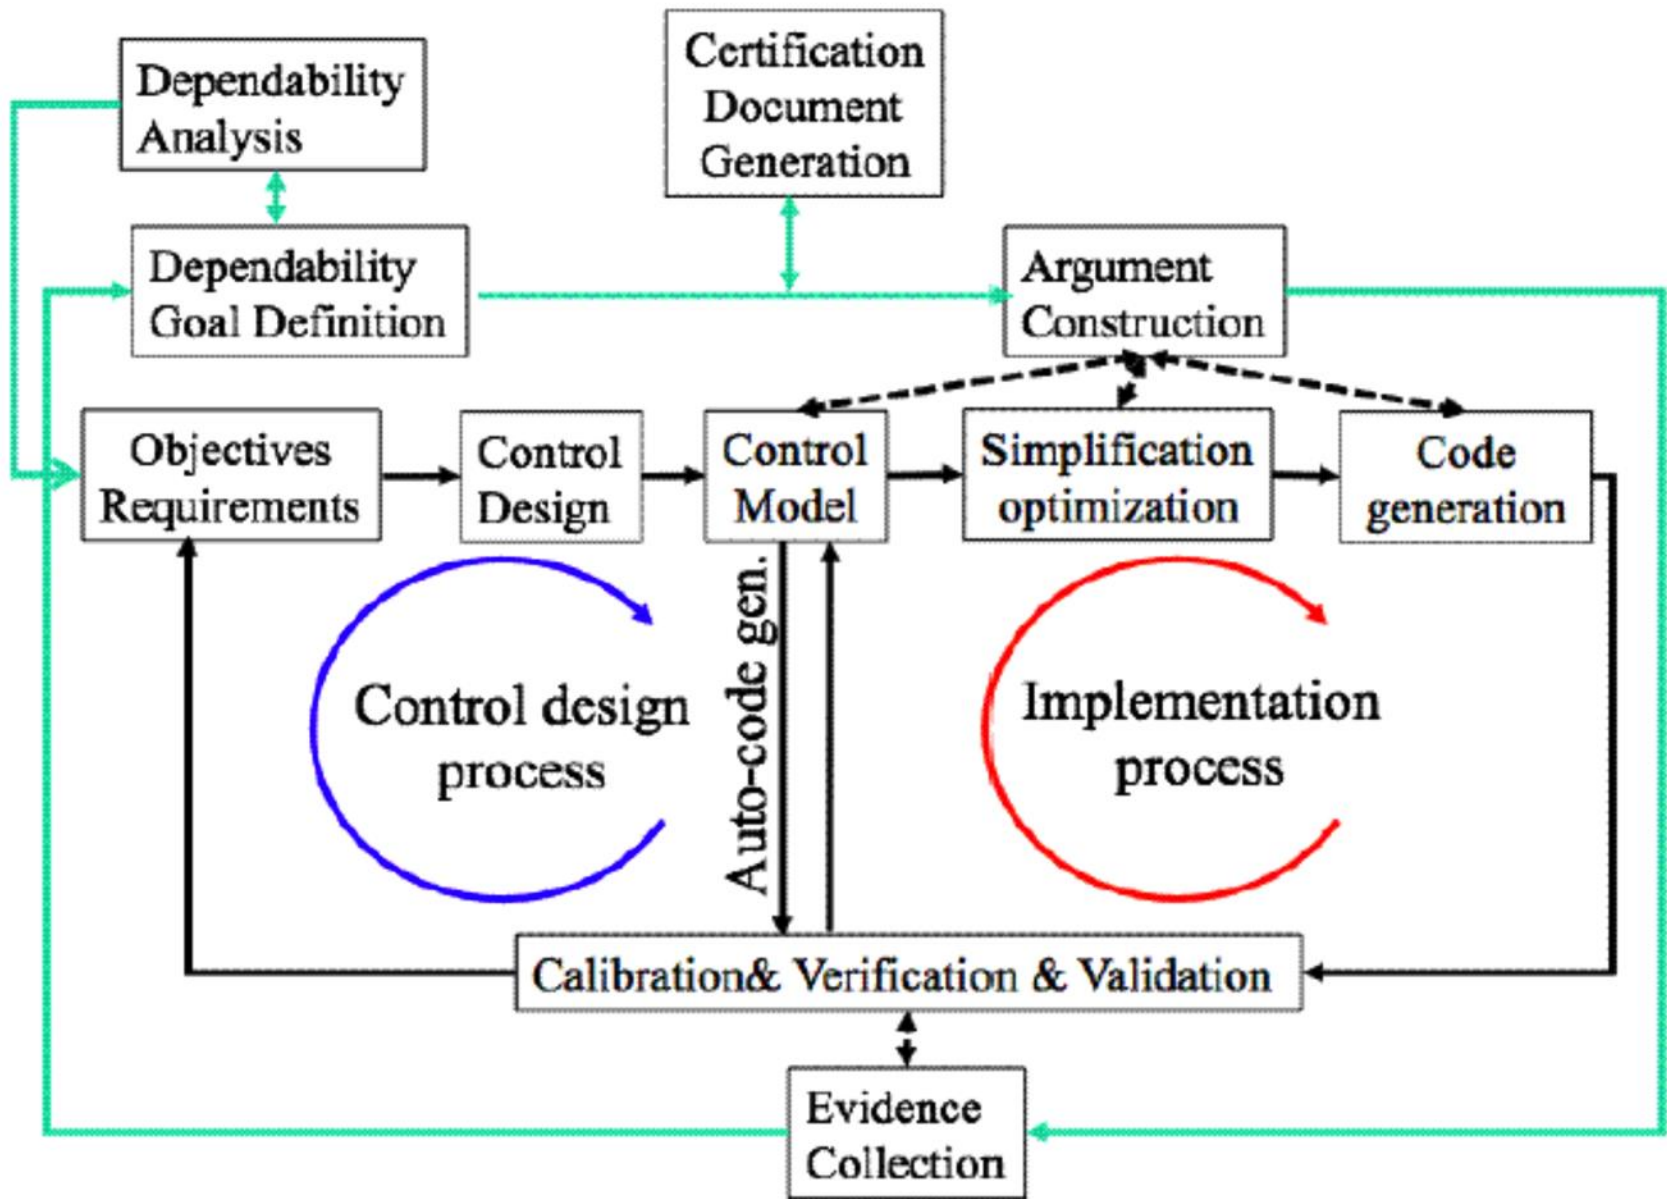 Dependability
Analysis
Certification
Document
Generation
Dependability
Goal Definition
Argument
Construction
Objectives
Requirements
Control
Design
Control
Model
Simplification
optimization
Code
generation
Auto-code gen.
Control design
process
Implementation
process
Calibration& Verification & Validation
Evidence
Collection